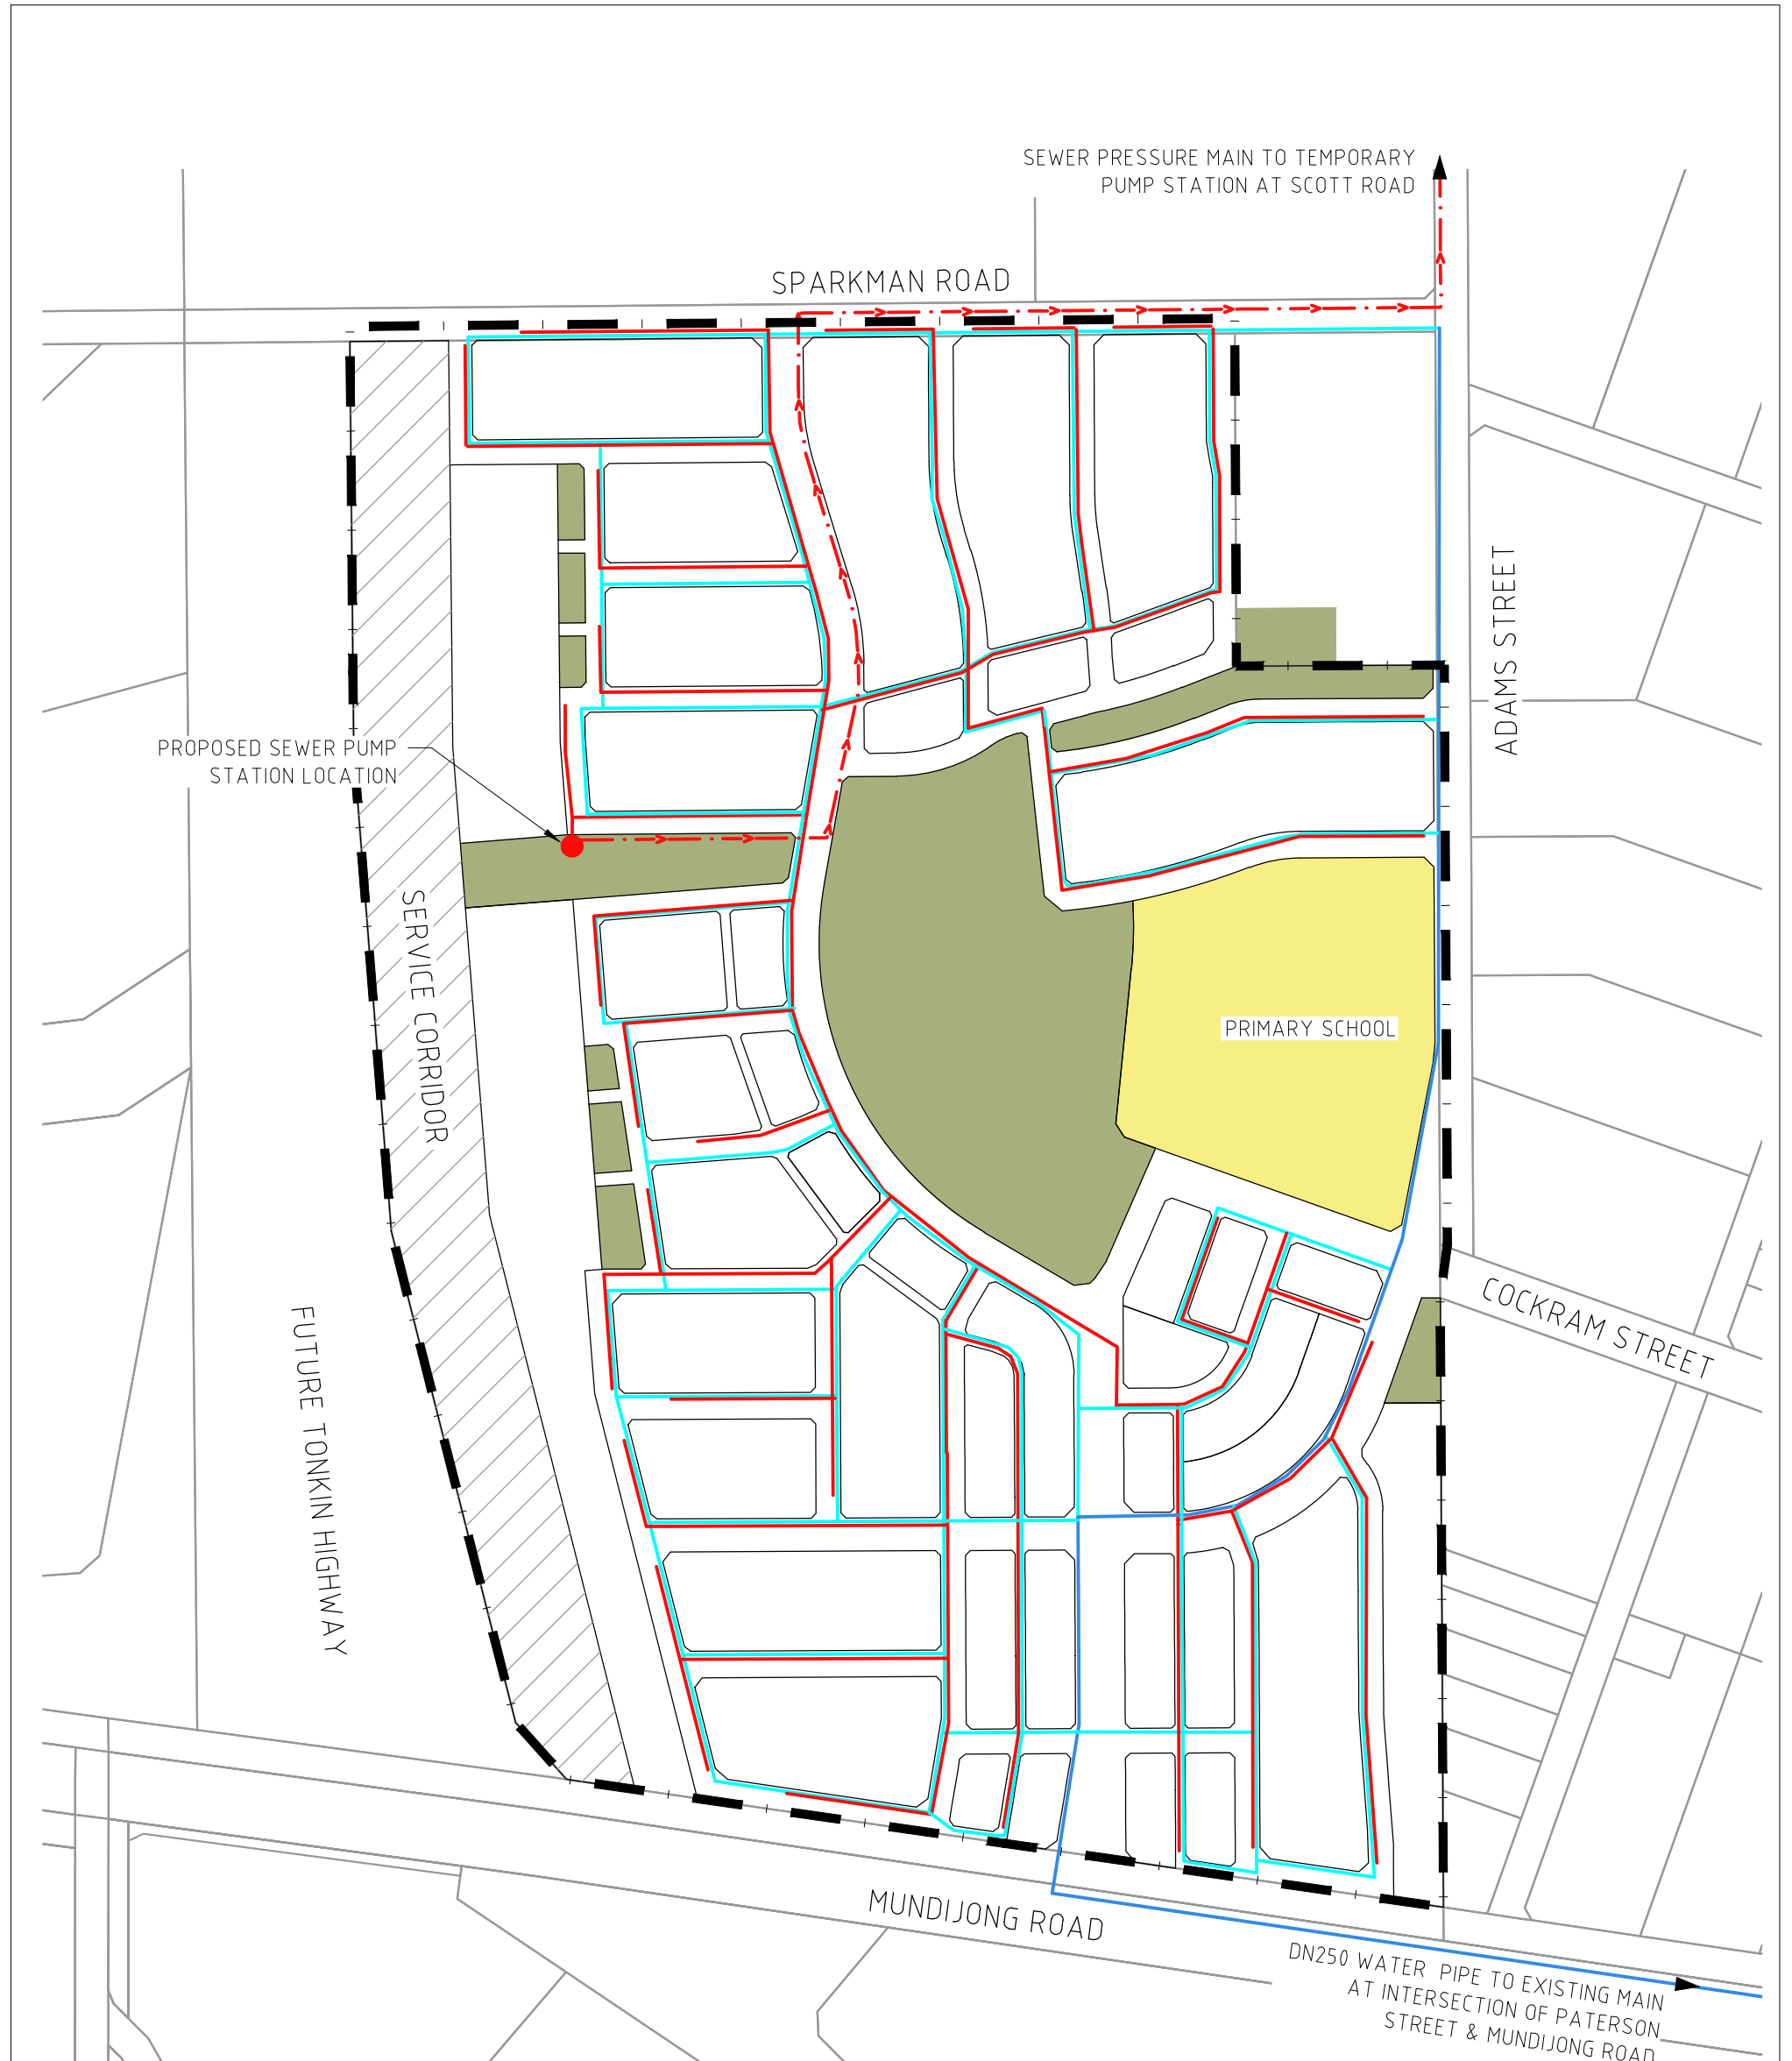 SEWER PRESSURE MAIN TO TEMPORARY
PUMP STATION AT SCOTT ROAD
SPARKMAN ROAD
ADAMS STREET
PROPOSED SEWER PUMP
STATION LOCATION
SERVICE CORRIDOR
PRIMARY SCHOOL
COCKRAM STREET
FUTURE TONKIN HIGHWAY
MUNDIJONG ROAD
DN250 WATER PIPE TO EXISTING MAIN
AT INTERSECTION OF PATERSON
STREET & MUNDIJONG ROAD